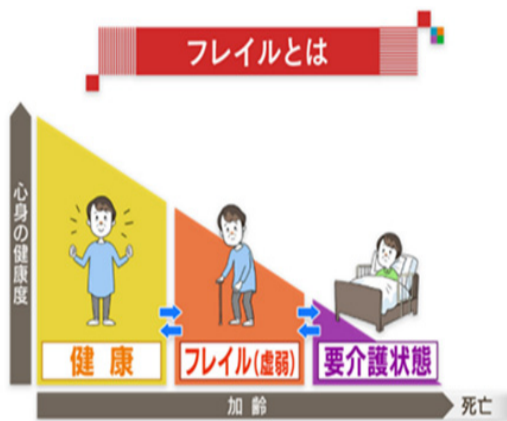 フレイルとは
心身の健康度
健康
フレイル(虚弱)
要介護状態
加齢
死亡